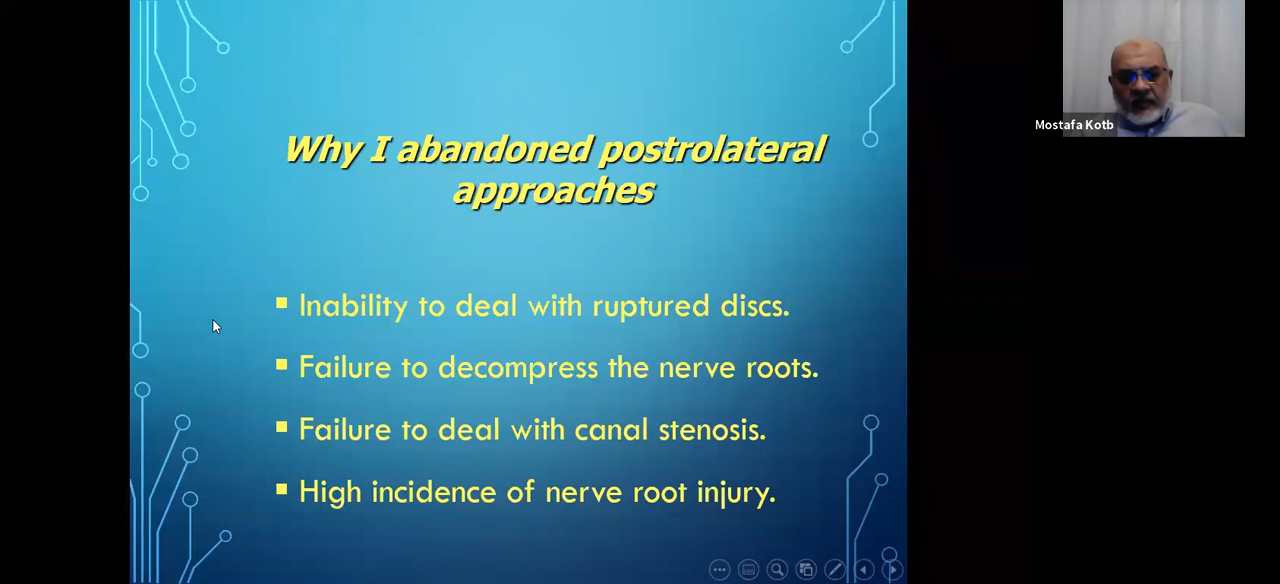 Why I abandoned postrolateral
approaches
▪ Inability to deal with ruptured discs.
▪ Failure to decompress the nerve roots.
▪ Failure to deal with canal stenosis.
▪ High incidence of nerve root injury.
Mostafa Kotb